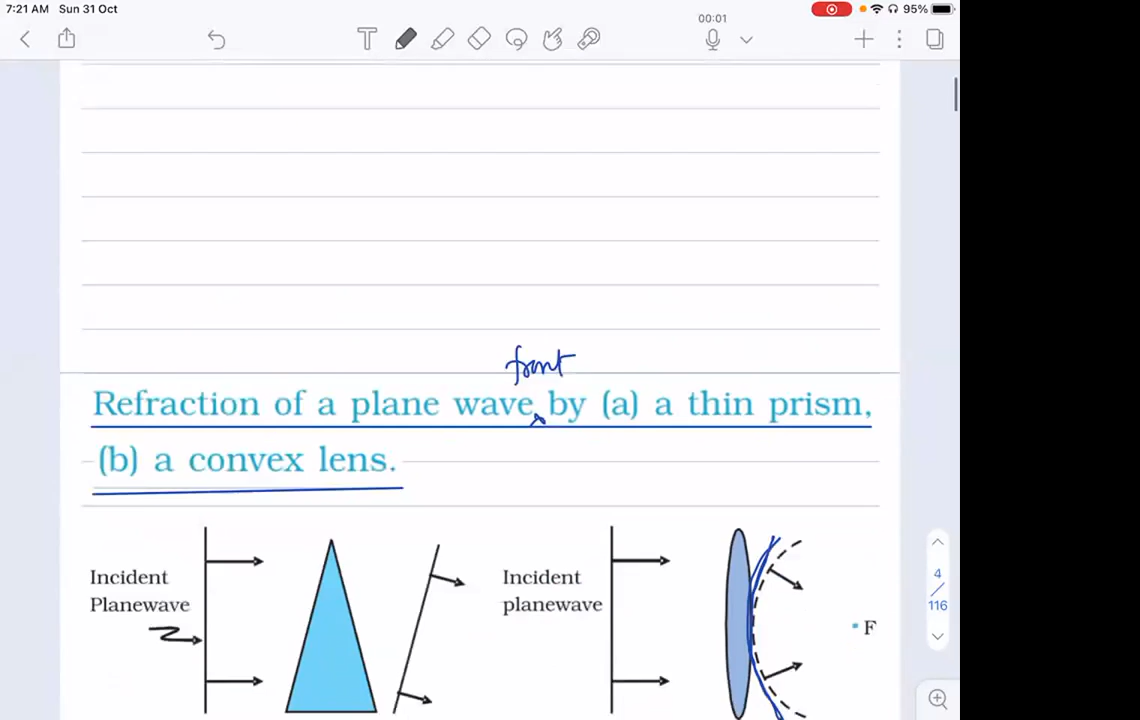 7:21 AM Sun 31 Oct
95%
00:01
front
Refraction of a plane wave by (a) a thin prism,
(b) a convex lens.
Incident
Planewave
Incident
planewave
F
4
/
116